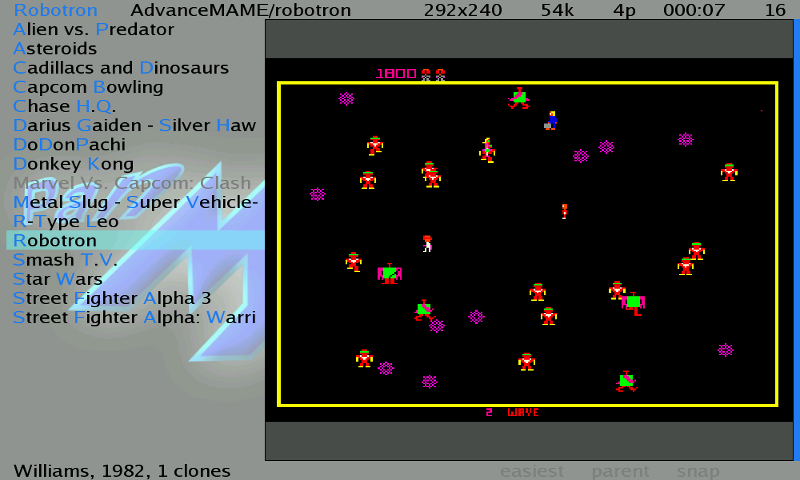 Robotron AdvanceMAME/robotron 292x240 54k 4p 000:07 16
Alien vs. Predator
Asteroids
Cadillacs and Dinosaurs
Capcom Bowling
Chase H.Q.
Darius Gaiden - Silver Haw
DoDonPachi
Donkey Kong
Marvel Vs. Capcom: Clash
Metal Slug - Super Vehicle-
R-Type Leo
Robotron
Smash T.V.
Star Wars
Street Fighter Alpha 3
Street Fighter Alpha: Warri
1800
2 WAVE
Williams, 1982, 1 clones easiest parent snap